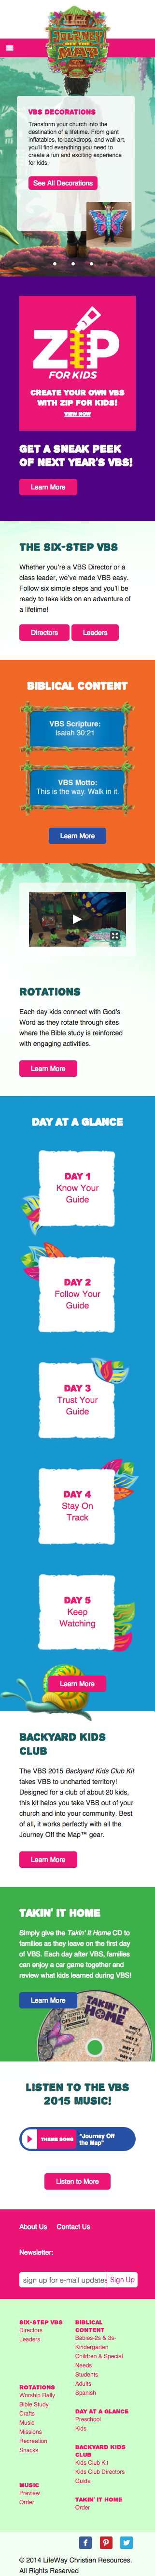 JOURNEY
OFF THE
MAP
VBS DECORATIONS
Transform your church into the
destination of a lifetime. From giant
inflatables, to backdrops, and wall art,
you'll find everything you need to
create a fun and exciting experience
for kids.
See All Decorations
ZIP
FOR KIDS
CREATE YOUR OWN VBS
WITH ZIP FOR KIDS!
VIEW NOW
GET A SNEAK PEEK
OF NEXT YEAR'S VBS!
Learn More
THE SIX-STEP VBS
Whether you're a VBS Director or a
class leader, we've made VBS easy.
Follow six simple steps and you'll be
ready to take kids on an adventure of
a lifetime!
Directors Leaders
BIBLICAL CONTENT
VBS Scripture:
Isaiah 30:21
VBS Motto:
This is the way. Walk in it.
Learn More
ROTATIONS
Each day kids connect with God's
Word as they rotate through sites
where the Bible study is reinforced
with engaging activities.
Learn More
DAY AT A GLANCE
DAY 1
Know Your
Guide
DAY 2
Follow Your
Guide
DAY 3
Trust Your
Guide
DAY 4
Stay On
Track
DAY 5
Keep
Watching
Learn More
BACKYARD KIDS
CLUB
The VBS 2015 Backyard Kids Club Kit
takes VBS to uncharted territory!
Designed for a club of about 20 kids,
this kit helps you take VBS out of your
church and into your community. Best
of all, it works perfectly with all the
Journey Off the Map™ gear.
Learn More
TAKIN' IT HOME
Simply give the Takin' It Home CD to
families as they leave on the first day
of VBS. Each day after VBS, families
can enjoy a car game together and
review what kids learned during VBS!
Learn More
TAKIN' IT
HOME
LISTEN TO THE VBS
2015 MUSIC!
THEME SONG
"Journey Off
the Map"
Listen to More
About Us Contact Us
Newsletter:
sign up for e-mail updates Sign Up
SIX-STEP VBS
Directors
Leaders
BIBLICAL
CONTENT
Babies-2s & 3s-
Kindergarten
Children & Special
Needs
Students
Adults
Spanish
ROTATIONS
Worship Rally
Bible Study
Crafts
Music
Missions
Recreation
Snacks
DAY AT A GLANCE
Preschool
Kids
BACKYARD KIDS
CLUB
Kids Club Kit
Kids Club Directors
Guide
MUSIC
Preview
Order
TAKIN' IT HOME
Order
© 2014 LifeWay Christian Resources.
All Rights Reserved